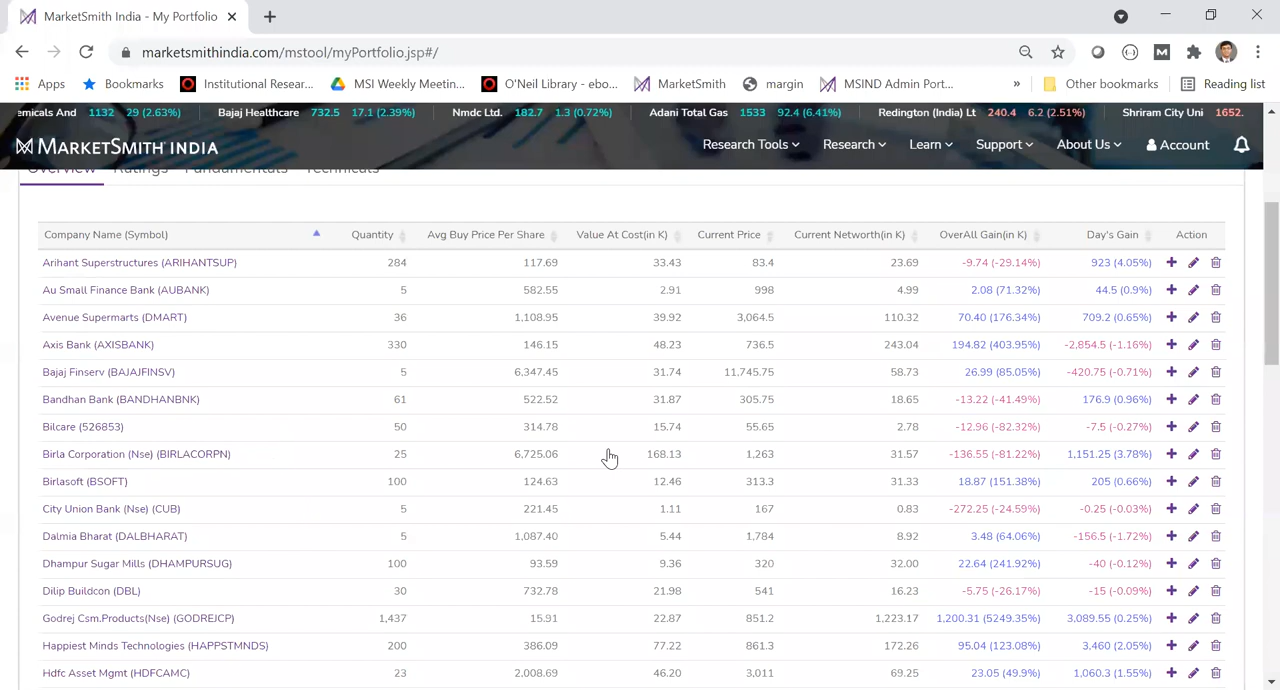 MarketSmith India - My Portfolio
marketsmithindia.com/mstool/myPortfolio.jsp#/
Apps Bookmarks Institutional Resear... MSI Weekly Meetin... O'Neil Library - ebo... MarketSmith margin MSIND Admin Port... » Other bookmarks Reading list
emicals And 1132 29 (2.63%) Bajaj Healthcare 732.5 17.1 (2.39%) Nmdc Ltd. 182.7 1.3 (0.72%) Adani Total Gas 1533 92.4 (6.41%) Redington (India) Lt 240.4 6.2 (2.51%) Shriram City Uni 1652.
MARKETSMITH INDIA Research Tools Research Learn Support About Us Account
Overview Ratings Fundamentals Technicals
Company Name (Symbol) Quantity Avg Buy Price Per Share Value At Cost(in K) Current Price Current Networth(in K) OverAll Gain(in K) Day's Gain Action
Arihant Superstructures (ARIHANTSUP) 284 117.69 33.43 83.4 23.69 -9.74 (-29.14%) 923 (4.05%)
Au Small Finance Bank (AUBANK) 5 582.55 2.91 998 4.99 2.08 (71.32%) 44.5 (0.9%)
Avenue Supermarts (DMART) 36 1,108.95 39.92 3,064.5 110.32 70.40 (176.34%) 709.2 (0.65%)
Axis Bank (AXISBANK) 330 146.15 48.23 736.5 243.04 194.82 (403.95%) -2,854.5 (-1.16%)
Bajaj Finserv (BAJAJFINSV) 5 6,347.45 31.74 11,745.75 58.73 26.99 (85.05%) -420.75 (-0.71%)
Bandhan Bank (BANDHANBNK) 61 522.52 31.87 305.75 18.65 -13.22 (-41.49%) 176.9 (0.96%)
Bilcare (526853) 50 314.78 15.74 55.65 2.78 -12.96 (-82.32%) -7.5 (-0.27%)
Birla Corporation (Nse) (BIRLACORPN) 25 6,725.06 168.13 1,263 31.57 -136.55 (-81.22%) 1,151.25 (3.78%)
Birlasoft (BSOFT) 100 124.63 12.46 313.3 31.33 18.87 (151.38%) 205 (0.66%)
City Union Bank (Nse) (CUB) 5 221.45 1.11 167 0.83 -272.25 (-24.59%) -0.25 (-0.03%)
Dalmia Bharat (DALBHARAT) 5 1,087.40 5.44 1,784 8.92 3.48 (64.06%) -156.5 (-1.72%)
Dhampur Sugar Mills (DHAMPURSUG) 100 93.59 9.36 320 32.00 22.64 (241.92%) -40 (-0.12%)
Dilip Buildcon (DBL) 30 732.78 21.98 541 16.23 -5.75 (-26.17%) -15 (-0.09%)
Godrej Csm.Products(Nse) (GODREJCP) 1,437 15.91 22.87 851.2 1,223.17 1,200.31 (5249.35%) 3,089.55 (0.25%)
Happiest Minds Technologies (HAPPSTMNDS) 200 386.09 77.22 861.3 172.26 95.04 (123.08%) 3,460 (2.05%)
Hdfc Asset Mgmt (HDFCAMC) 23 2,008.69 46.20 3,011 69.25 23.05 (49.9%) 1,060.3 (1.55%)